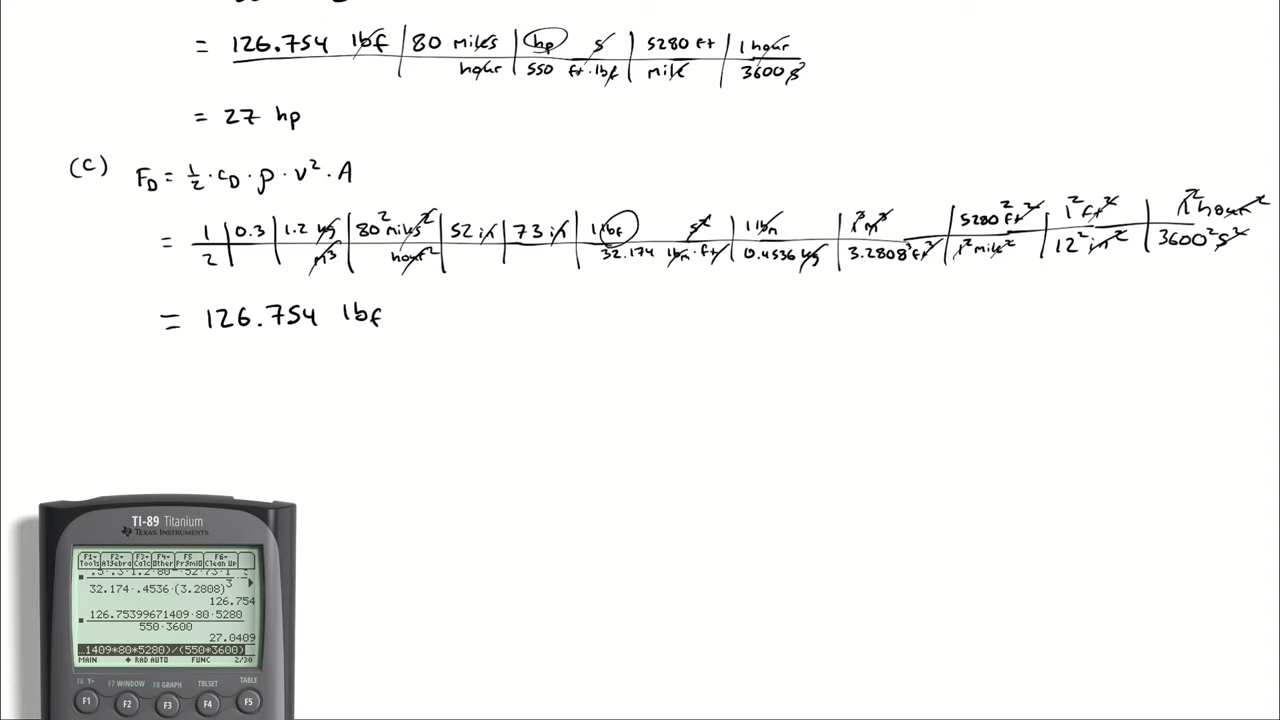 = 126.754 lbf | 80 miles | hp s | 5280 ft | 1 hour
hour | 550 ft·lbf | mile | 3600 s
= 27 hp
(C) F_D = 1/2 · C_D · ρ · v² · A
= 1 | 0.3 | 1.2 kg | 80² miles² | 52 in | 73 in | 1 lbf s² | 1 lbm | 1³ m³ | 5280² ft² | 1² ft² | 1² hour²
2 | m³ | hour² | 32.174 lbm·ft | 0.4536 kg | 3.2808³ ft³ | 1² mile² | 12² in² | 3600² s²
= 126.754 lbf
TI-89 Titanium
TEXAS INSTRUMENTS
F1 Tools F2 Algebra F3 Calc F4 Other F5 PrgmIO F6 Clean Up
32.174·.4536·(3.2808)³
126.754
126.75399671409·80·5280
550·3600
27.0409
…1409*80*5280)/(550*3600)
MAIN RAD AUTO FUNC 2/30
F6 Y= F7 WINDOW F8 GRAPH TBLSET TABLE
F1 F2 F3 F4 F5